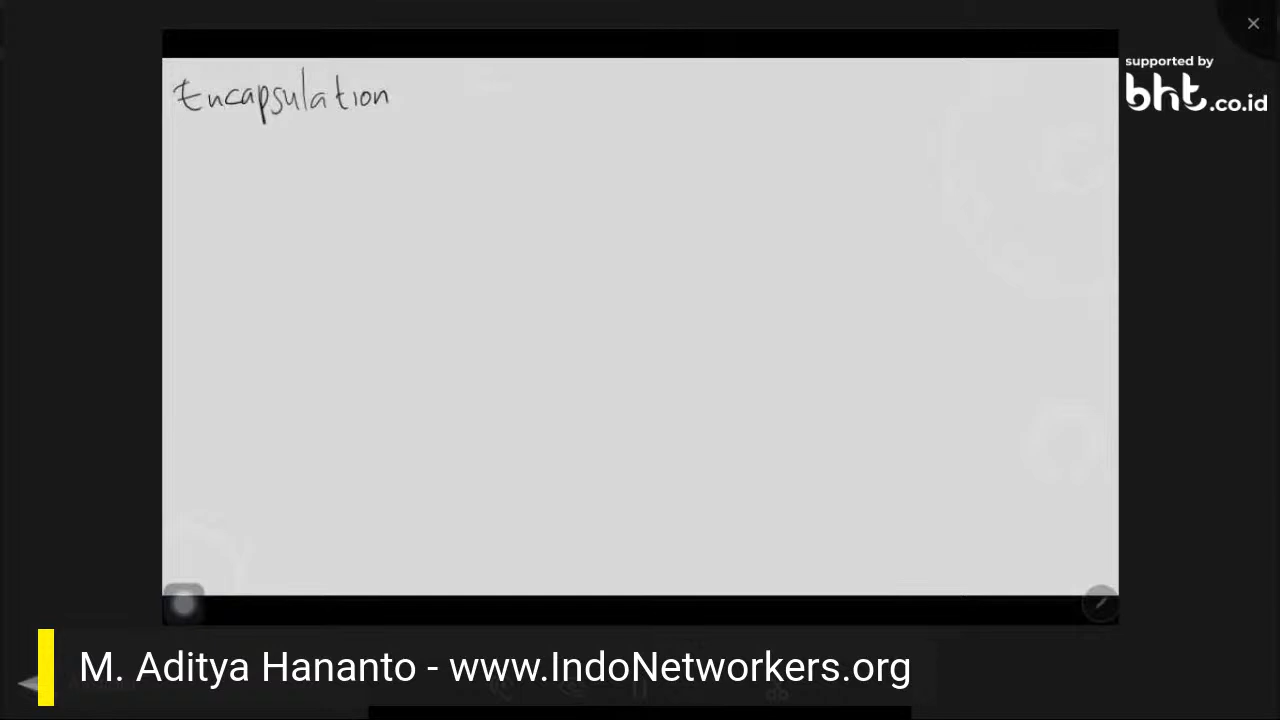 Encapsulation
supported by
bht.co.id
M. Aditya Hananto - www.IndoNetworkers.org